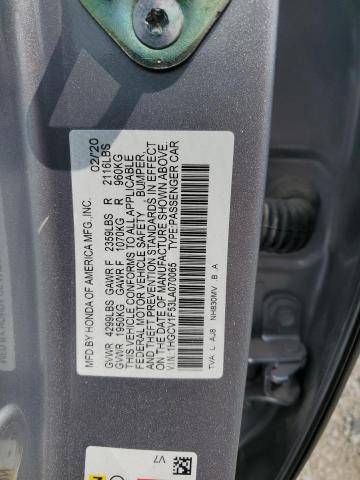 MFD. BY HONDA OF AMERICA MFG., INC. 02/20
GVWR 4299LBS GAWR F 2359LBS R 2116LBS
GVWR 1950KG GAWR F 1070KG R 960KG
THIS VEHICLE CONFORMS TO ALL APPLICABLE
FEDERAL MOTOR VEHICLE SAFETY, BUMPER,
AND THEFT PREVENTION STANDARDS IN EFFECT
ON THE DATE OF MANUFACTURE SHOWN ABOVE.
V.I.N.: 1HGCV1F53LA070065 TYPE:PASSENGER CAR
TVA L AJ8 NH830MV B A
V7